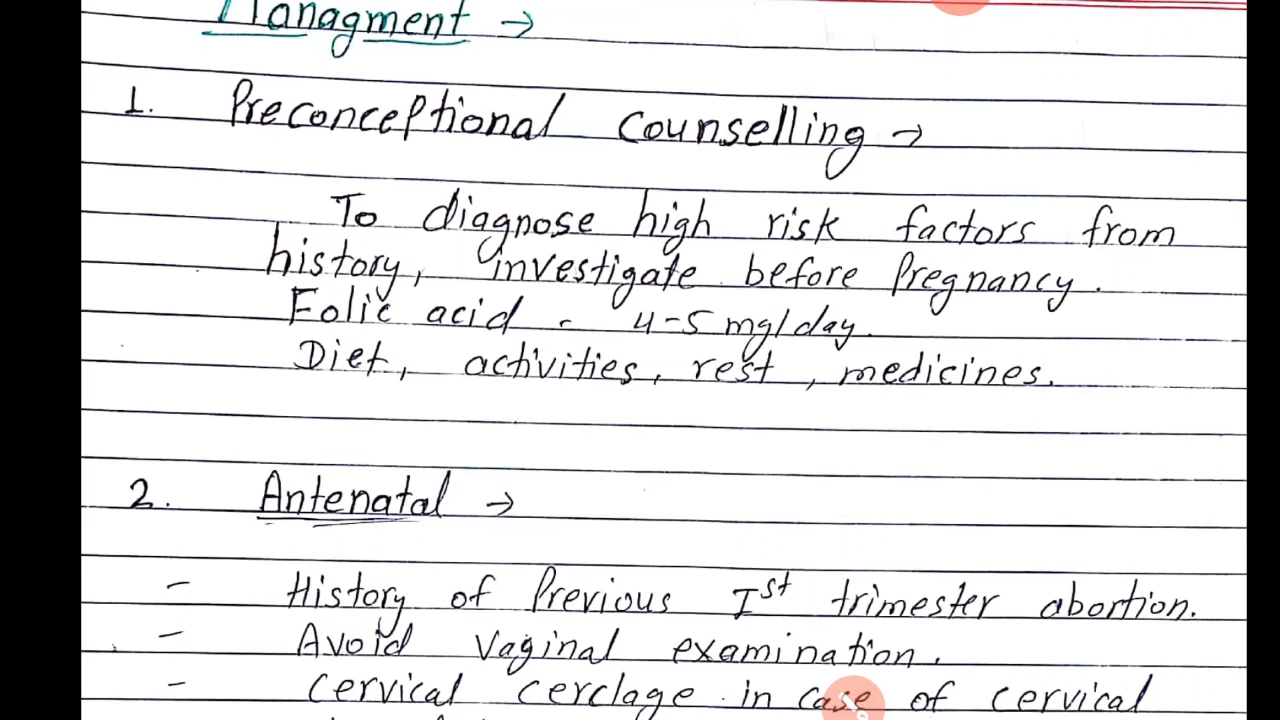 Managment →
1. Preconceptional counselling →
To diagnose high risk factors from
history, investigate before Pregnancy.
Folic acid - 4-5 mg/day.
Diet, activities, rest, medicines.
2. Antenatal →
- History of Previous Ist trimester abortion.
- Avoid vaginal examination.
- Cervical cerclage in case of cervical